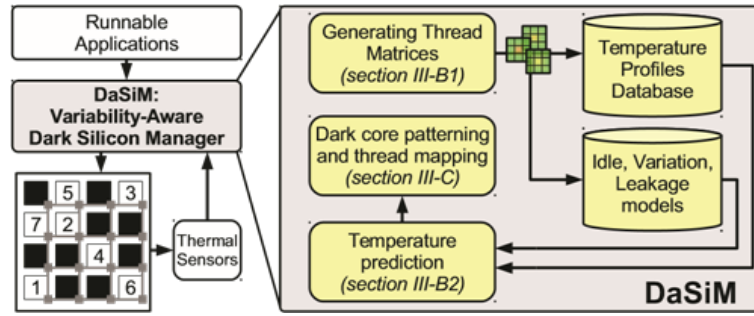 Runnable
Applications
DaSiM:
Variability-Aware
Dark Silicon Manager
5 3
7 2
4
1 6
Thermal
Sensors
Generating Thread
Matrices
(section III-B1)
Temperature
Profiles
Database
Dark core patterning
and thread mapping
(section III-C)
Idle, Variation,
Leakage
models
Temperature
prediction
(section III-B2)
DaSiM